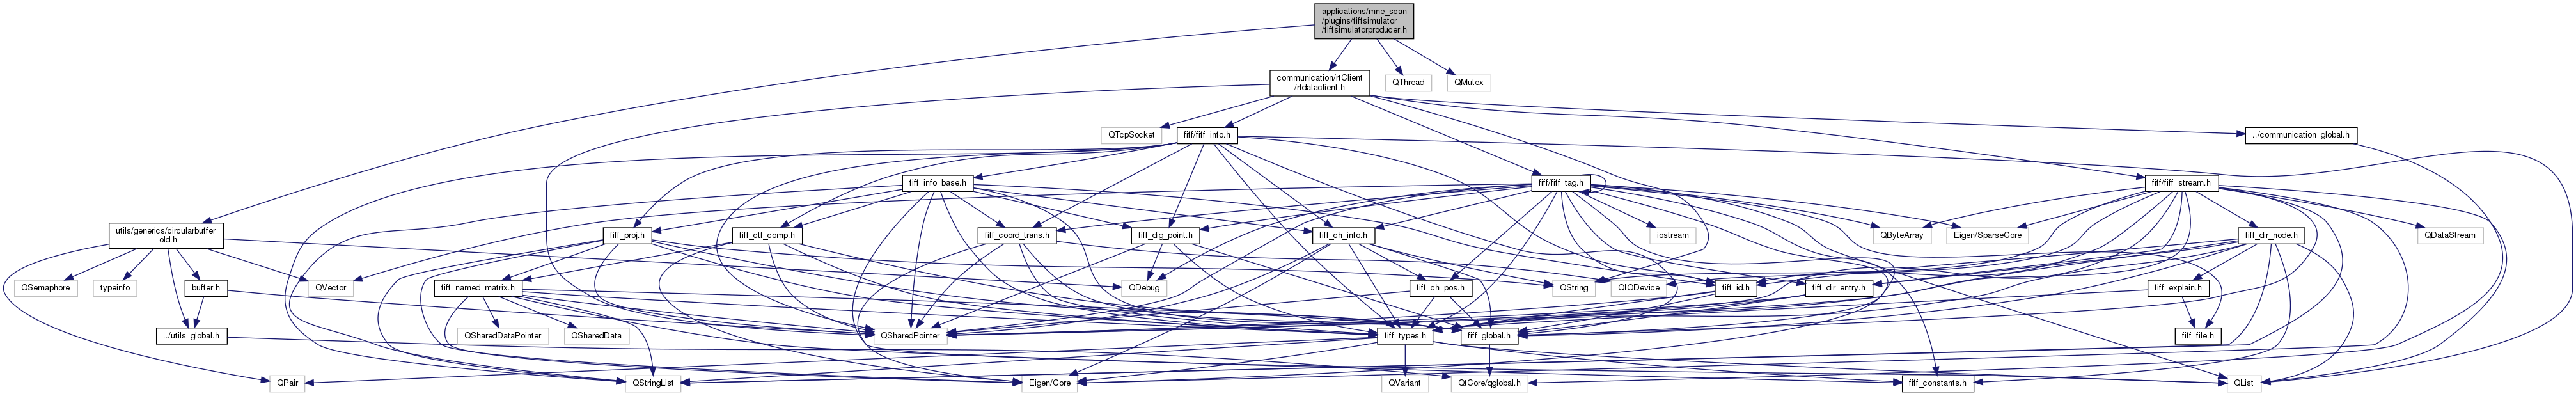 applications/mne_scan
/plugins/fiffsimulator
/fiffsimulatorproducer.h
communication/rtClient
/rtdataclient.h
QThread
QMutex
QTcpSocket
fiff/fiff_info.h
../communication_global.h
fiff_info_base.h
fiff/fiff_tag.h
fiff/fiff_stream.h
utils/generics/circularbuffer
_old.h
fiff_proj.h
fiff_ctf_comp.h
fiff_coord_trans.h
fiff_dig_point.h
fiff_ch_info.h
iostream
QByteArray
Eigen/SparseCore
fiff_dir_node.h
QDataStream
QSemaphore
typeinfo
buffer.h
QVector
fiff_named_matrix.h
QDebug
fiff_ch_pos.h
QString
QIODevice
fiff_id.h
fiff_dir_entry.h
fiff_explain.h
../utils_global.h
QSharedDataPointer
QSharedData
QSharedPointer
fiff_types.h
fiff_global.h
fiff_file.h
QPair
QStringList
Eigen/Core
QVariant
QtCore/qglobal.h
fiff_constants.h
QList